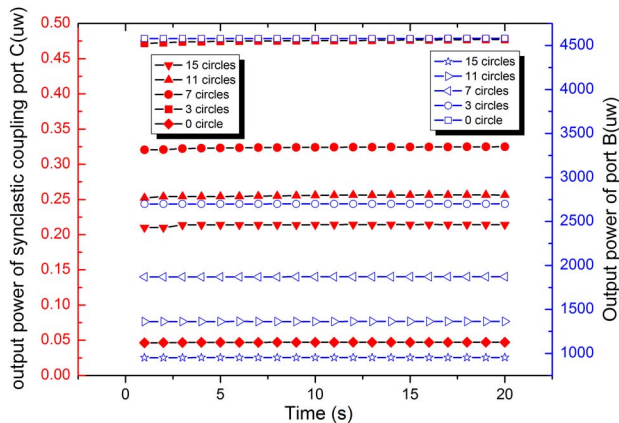 output power of synclastic coupling port C(uw)
0.50
0.45
0.40
0.35
0.30
0.25
0.20
0.15
0.10
0.05
0.00
15 circles
11 circles
7 circles
3 circles
0 circle
15 circles
11 circles
7 circles
3 circles
0 circle
4500
4000
3500
3000
2500
2000
1500
1000
Output power of port B(uw)
0
5
10
15
20
Time (s)